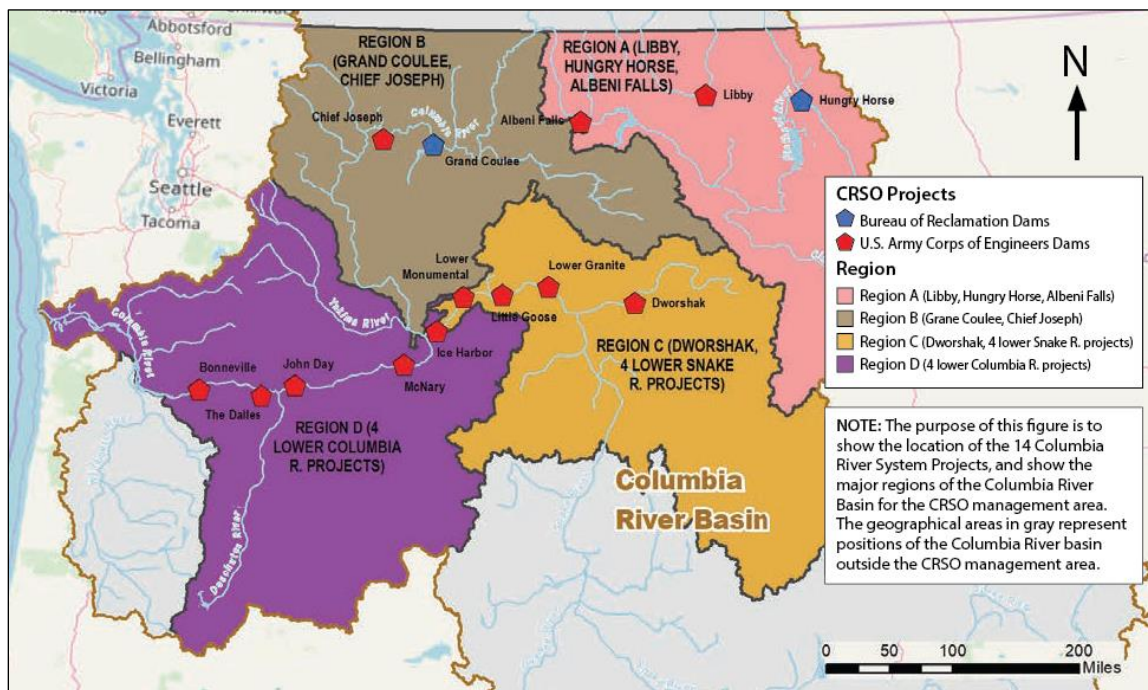 Abbotsford
Bellingham
Victoria
Everett
Seattle
Tacoma
REGION B
(GRAND COULEE,
CHIEF JOSEPH)
REGION A (LIBBY,
HUNGRY HORSE,
ALBENI FALLS)
N
Chief Joseph
Columbia River
Grand Coulee
Albeni Falls
Libby
Hungry Horse
Flathead River
CRSO Projects
Bureau of Reclamation Dams
U.S. Army Corps of Engineers Dams
Region
Region A (Libby, Hungry Horse, Albeni Falls)
Region B (Grane Coulee, Chief Joseph)
Region C (Dworshak, 4 lower Snake R. projects)
Region D (4 lower Columbia R. projects)
Lower
Monumental
Lower Granite
Little Goose
Dworshak
Ice Harbor
Yakima River
Columbia River
Bonneville
John Day
McNary
The Dalles
REGION C (DWORSHAK,
4 LOWER SNAKE
R. PROJECTS)
REGION D (4
LOWER COLUMBIA
R. PROJECTS)
Deschutes River
Columbia
River Basin
NOTE: The purpose of this figure is to
show the location of the 14 Columbia
River System Projects, and show the
major regions of the Columbia River
Basin for the CRSO management area.
The geographical areas in gray represent
positions of the Columbia River basin
outside the CRSO management area.
0 50 100 200
Miles